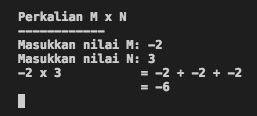 Perkalian M x N
------------
Masukkan nilai M: -2
Masukkan nilai N: 3
-2 x 3 = -2 + -2 + -2
= -6